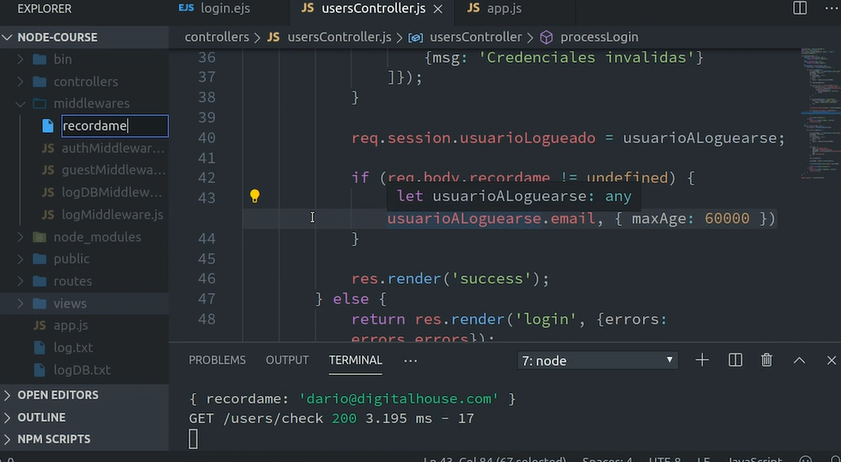 EXPLORER
EJS login.ejs JS usersController.js × JS app.js ···
NODE-COURSE
controllers > JS usersController.js > usersController > processLogin
bin
controllers
middlewares
recordame
JS authMiddlewar...
JS guestMiddlewa...
JS logDBMiddlew...
JS logMiddleware.js
node_modules
public
routes
views
JS app.js
log.txt
logDB.txt
OPEN EDITORS
OUTLINE
NPM SCRIPTS
36 {msg: 'Credenciales invalidas'}
37 ]});
38 }
39
40 req.session.usuarioLogueado = usuarioALoguearse;
41
42 if (req.body.recordame != undefined) {
43 let usuarioALoguearse: any
usuarioALoguearse.email, { maxAge: 60000 })
44 }
45
46 res.render('success');
47 } else {
48 return res.render('login', {errors:
errors.errors});
PROBLEMS OUTPUT TERMINAL ··· 7: node
{ recordame: 'dario@digitalhouse.com' }
GET /users/check 200 3.195 ms - 17
Ln 43, Col 84 (67 selected) Spaces: 4 UTF-8 LF JavaScript